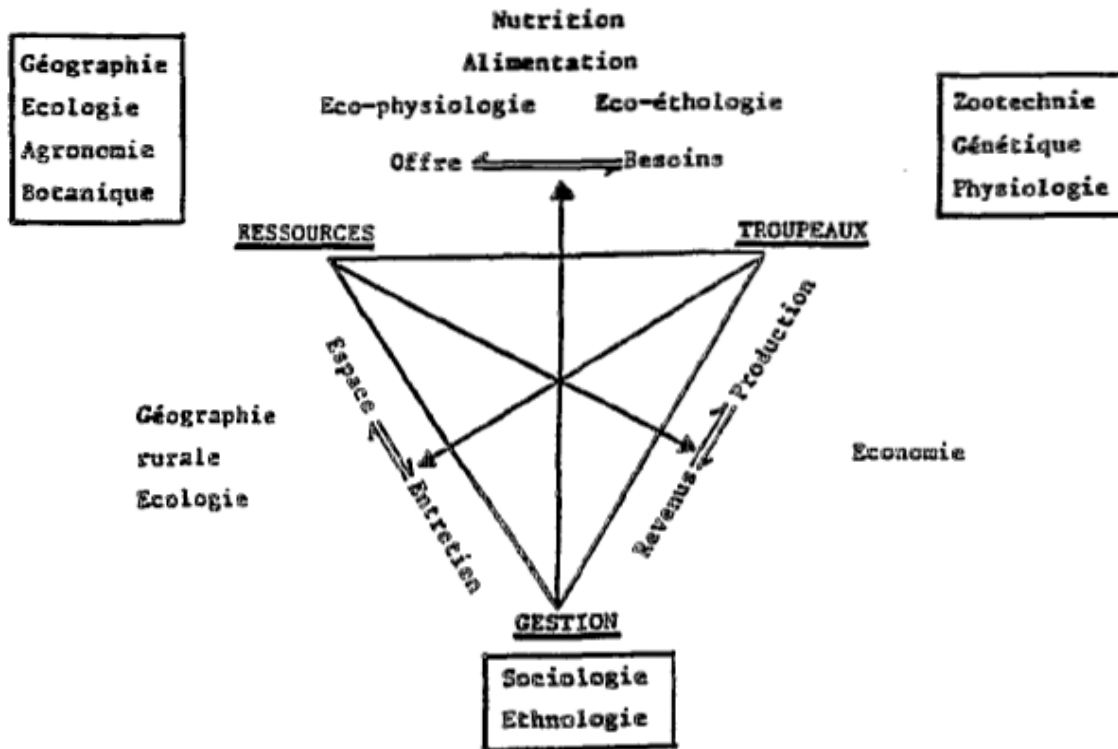 Nutrition
Alimentation
Eco-physiologie Eco-éthologie
Offre Besoins
Géographie
Ecologie
Agronomie
Botanique
Zootechnie
Génétique
Physiologie
RESSOURCES
TROUPEAUX
Espace
Entretien
Production
Revenus
Géographie
rurale
Ecologie
Economie
GESTION
Sociologie
Ethnologie